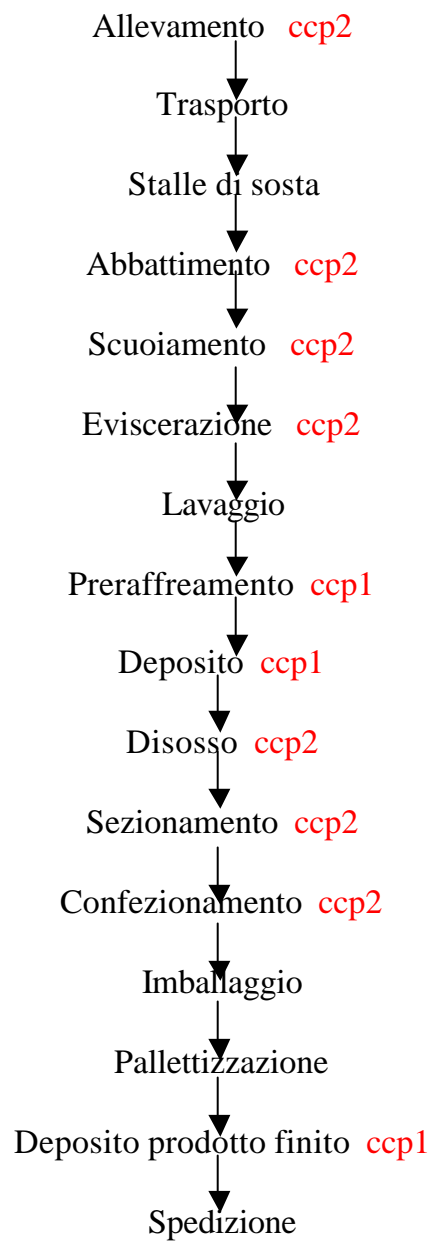 Allevamento ccp2
Trasporto
Stalle di sosta
Abbattimento ccp2
Scuoiamento ccp2
Eviscerazione ccp2
Lavaggio
Preraffreamento ccp1
Deposito ccp1
Disosso ccp2
Sezionamento ccp2
Confezionamento ccp2
Imballaggio
Pallettizzazione
Deposito prodotto finito ccp1
Spedizione